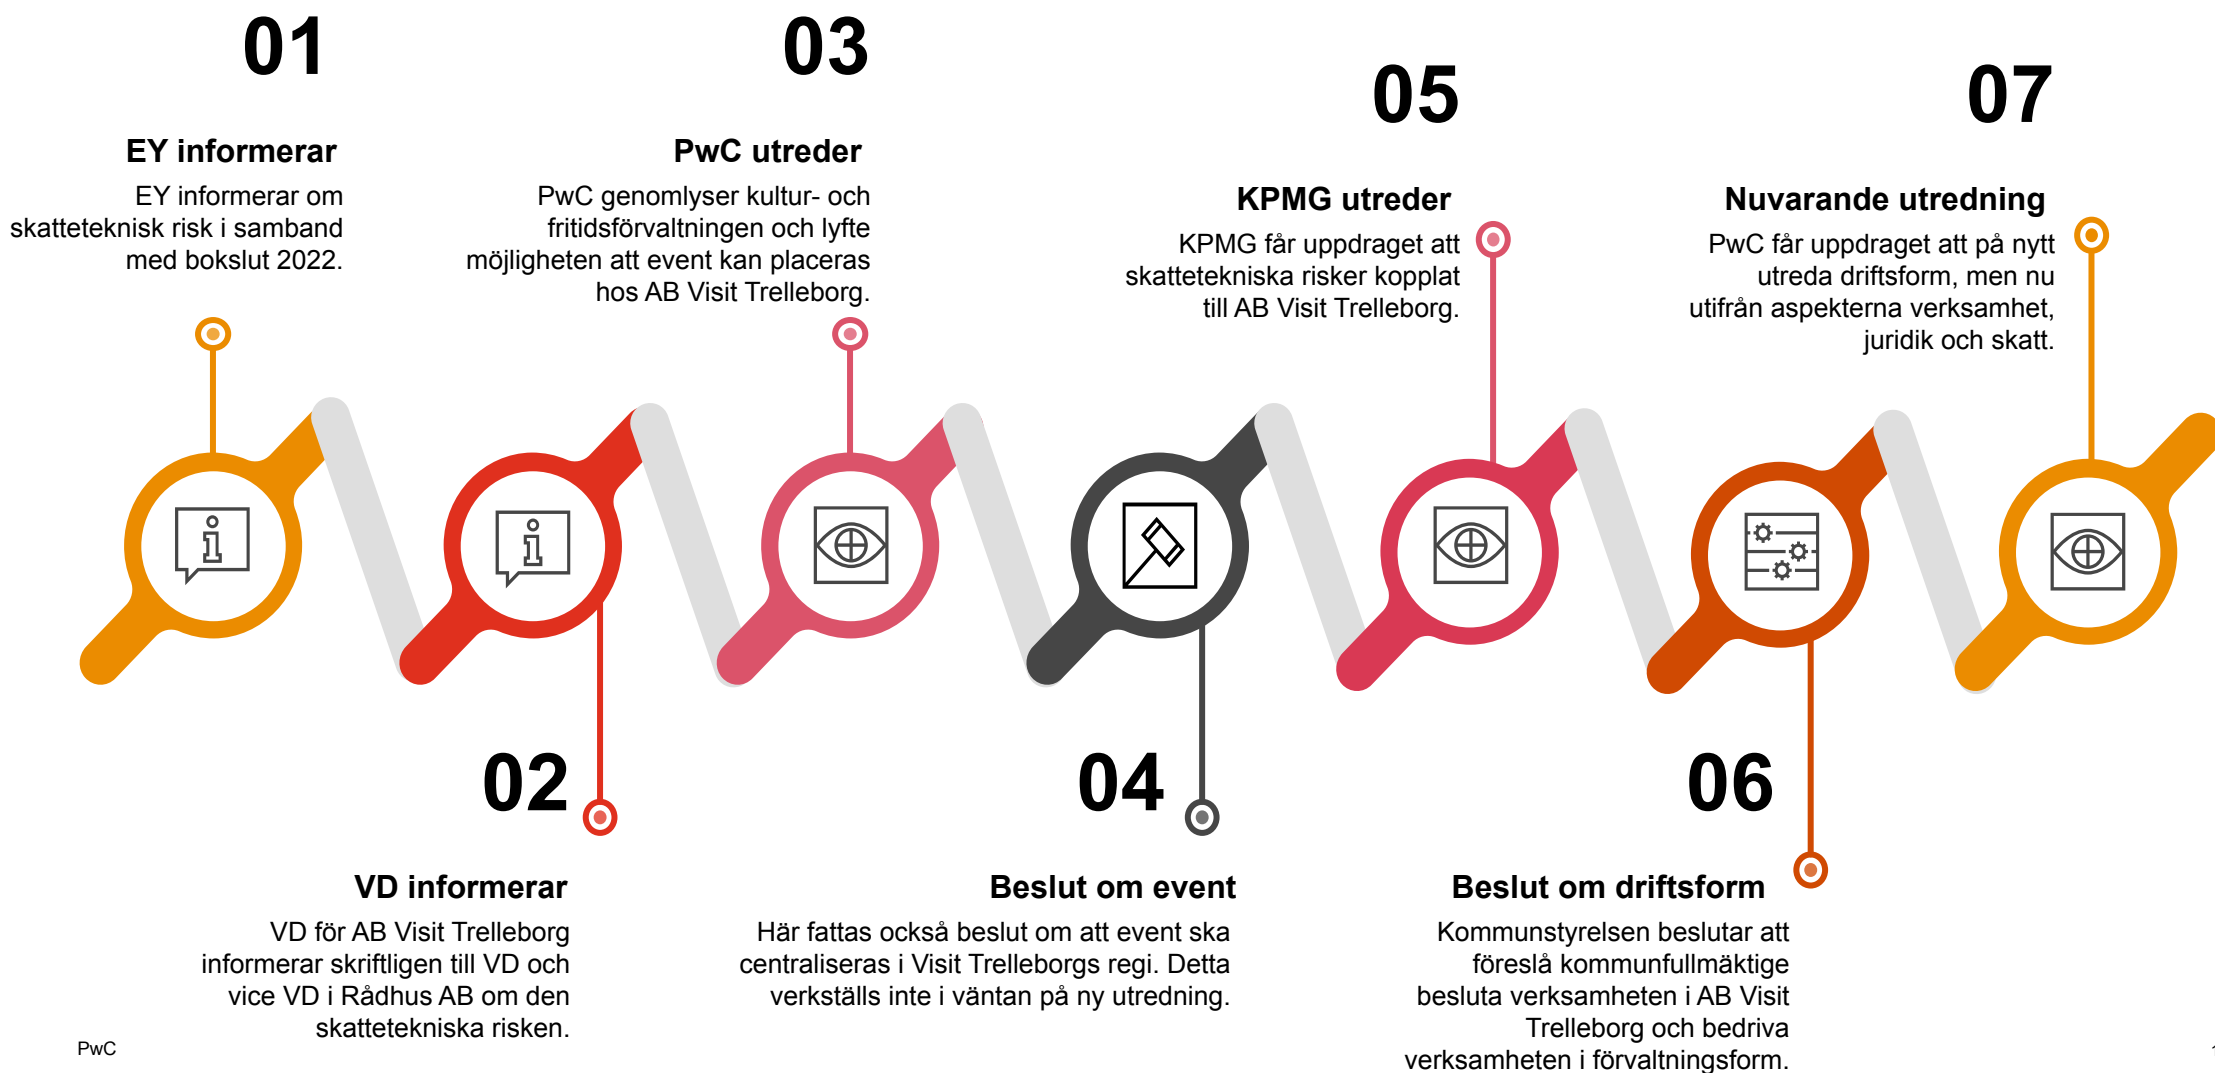 01
EY informerar
EY informerar om
skatteteknisk risk i samband
med bokslut 2022.
02
VD informerar
VD för AB Visit Trelleborg
informerar skriftligen till VD och
vice VD i Rådhus AB om den
skattetekniska risken.
03
PwC utreder
PwC genomlyser kultur- och
fritidsförvaltningen och lyfte
möjligheten att event kan placeras
hos AB Visit Trelleborg.
04
Beslut om event
Här fattas också beslut om att event ska
centraliseras i Visit Trelleborgs regi. Detta
verkställs inte i väntan på ny utredning.
05
KPMG utreder
KPMG får uppdraget att
skattetekniska risker kopplat
till AB Visit Trelleborg.
06
Beslut om driftsform
Kommunstyrelsen beslutar att
föreslå kommunfullmäktige
besluta verksamheten i AB Visit
Trelleborg och bedriva
verksamheten i förvaltningsform.
07
Nuvarande utredning
PwC får uppdraget att på nytt
utreda driftsform, men nu
utifrån aspekterna verksamhet,
juridik och skatt.
PwC